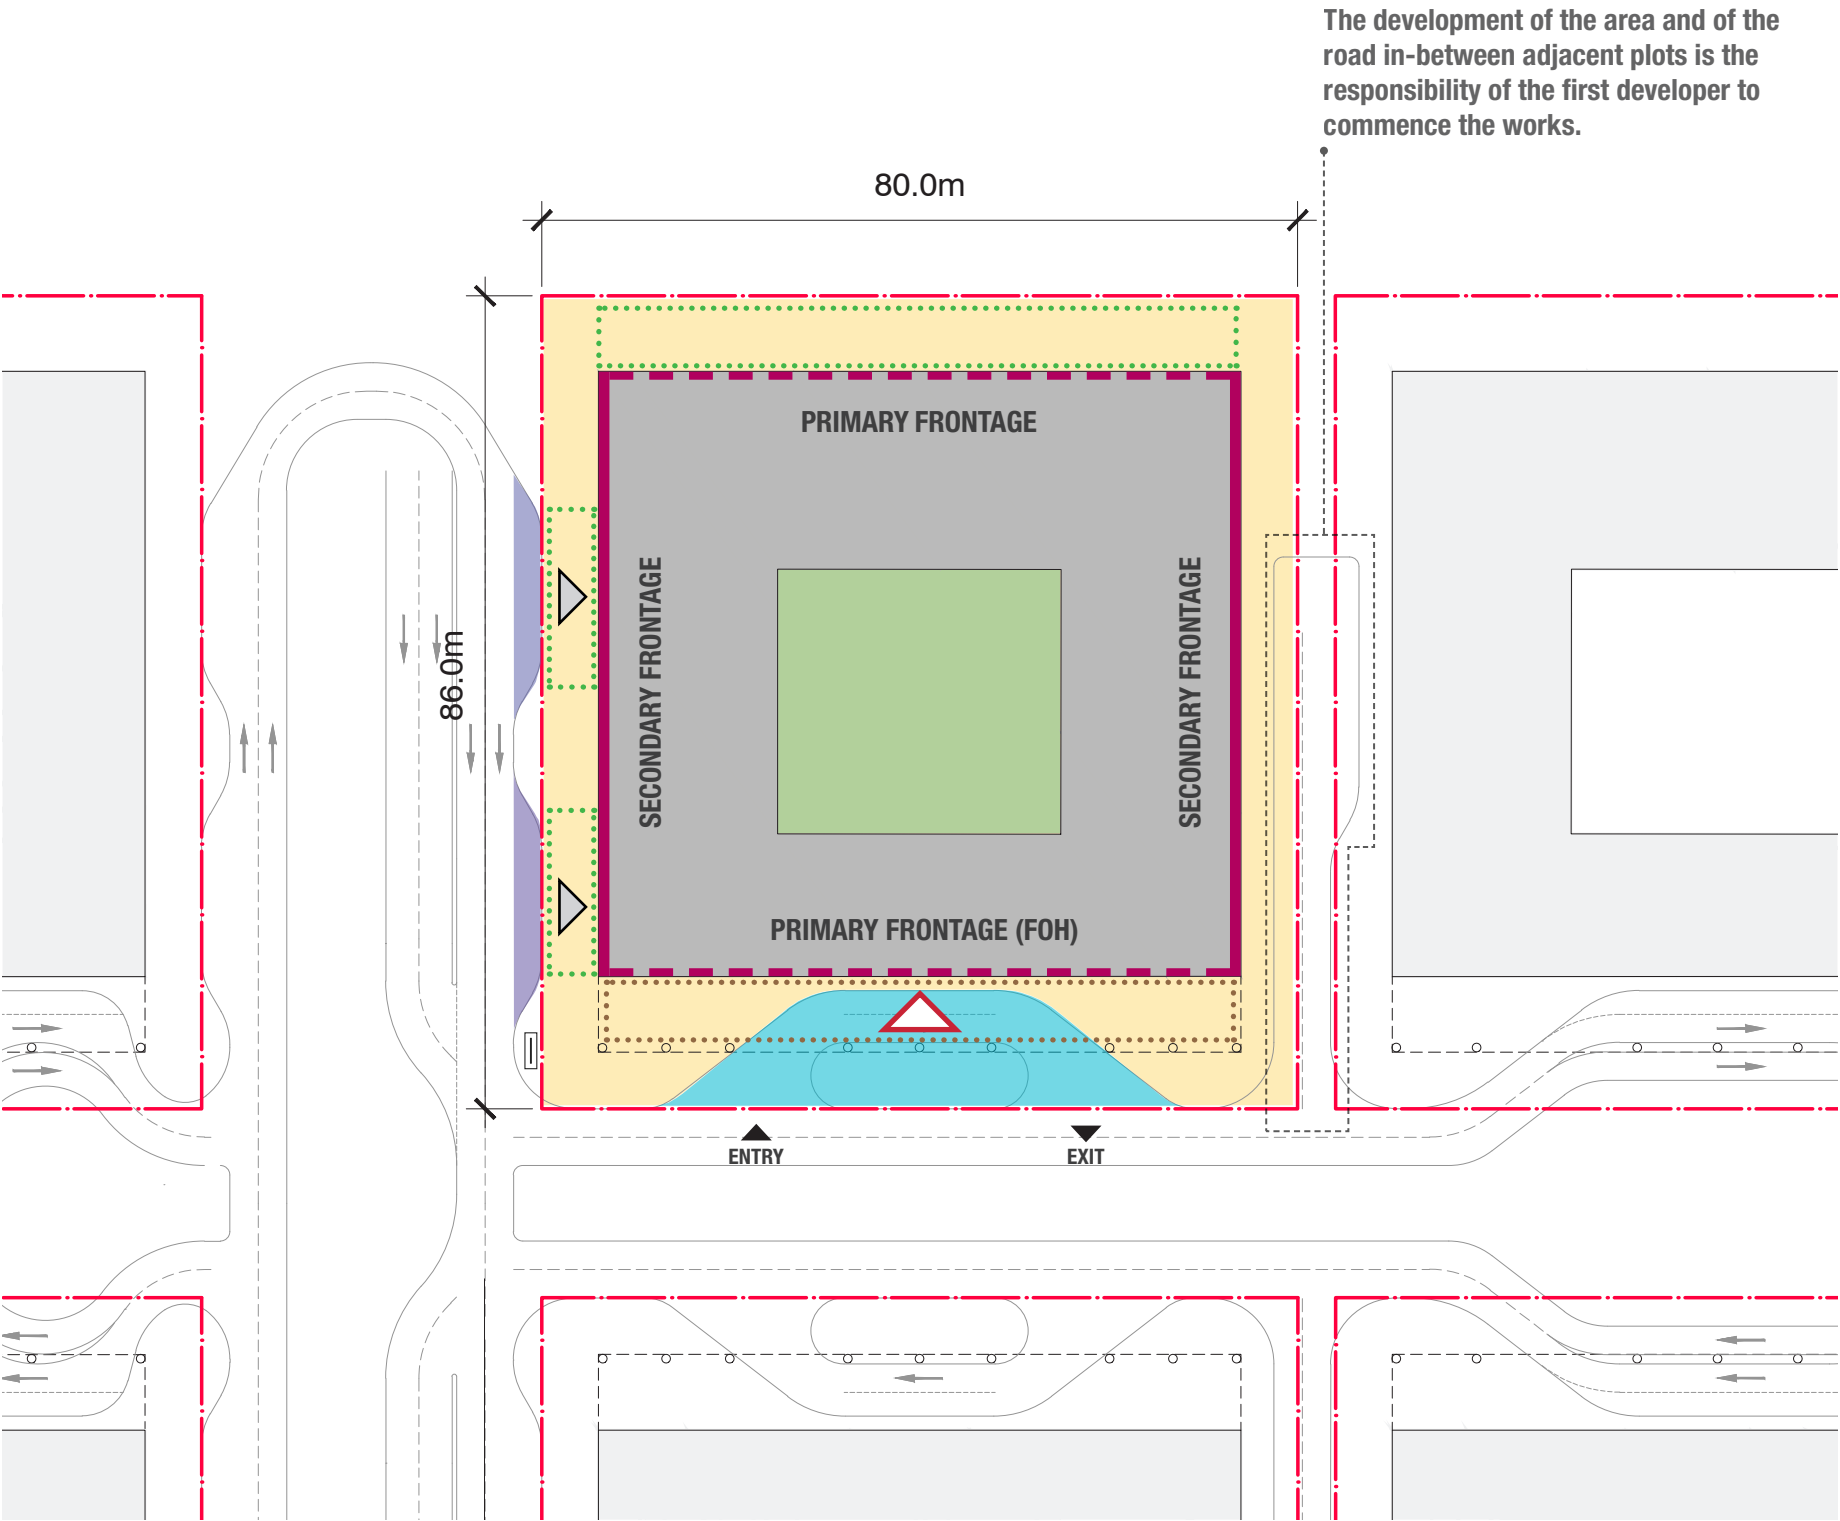 The development of the area and of the
road in-between adjacent plots is the
responsibility of the first developer to
commence the works.
80.0m
86.0m
PRIMARY FRONTAGE
SECONDARY FRONTAGE
SECONDARY FRONTAGE
PRIMARY FRONTAGE (FOH)
ENTRY
EXIT